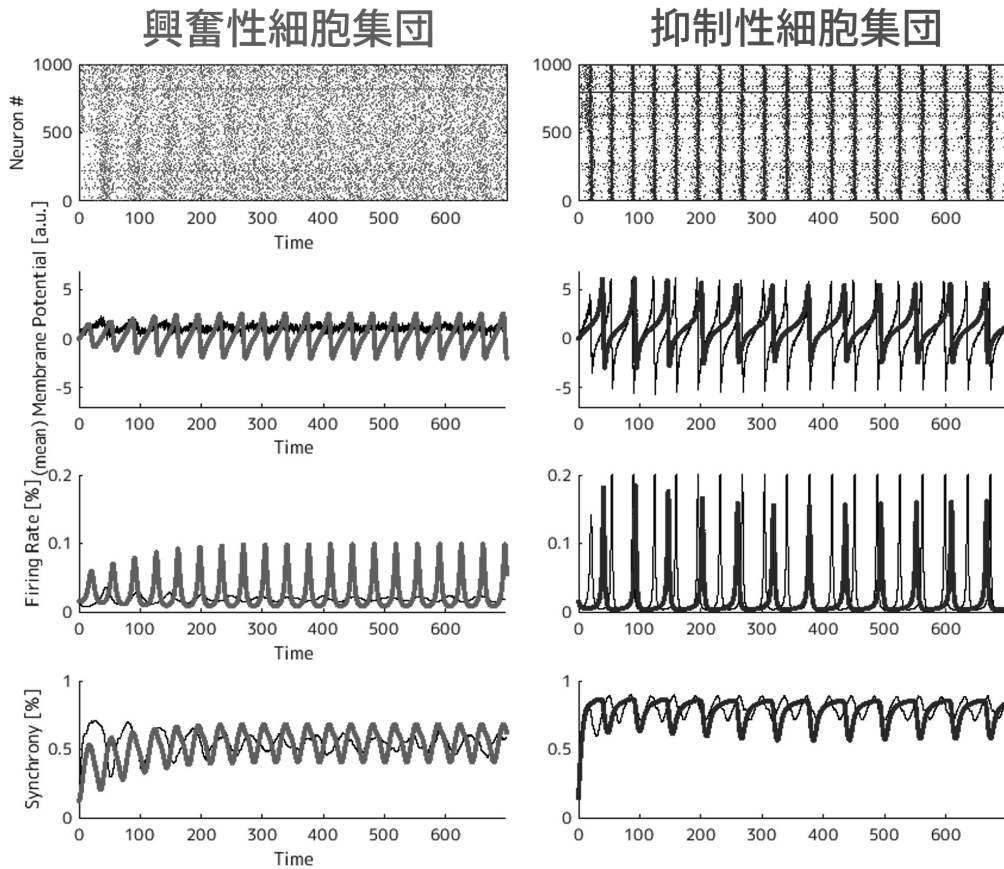 興奮性細胞集団
抑制性細胞集団
Neuron #
1000
500
0
0 100 200 300 400 500 600
Time
1000
500
0
0 100 200 300 400 500 600
Time
(mean) Membrane Potential [a.u.]
5
0
-5
0 100 200 300 400 500 600
Time
5
0
-5
0 100 200 300 400 500 600
Firing Rate [%]
0.2
0.1
0
0 100 200 300 400 500 600
Time
0.2
0.1
0
0 100 200 300 400 500 600
Synchrony [%]
1
0.5
0
0 100 200 300 400 500 600
Time
1
0.5
0
0 100 200 300 400 500 600